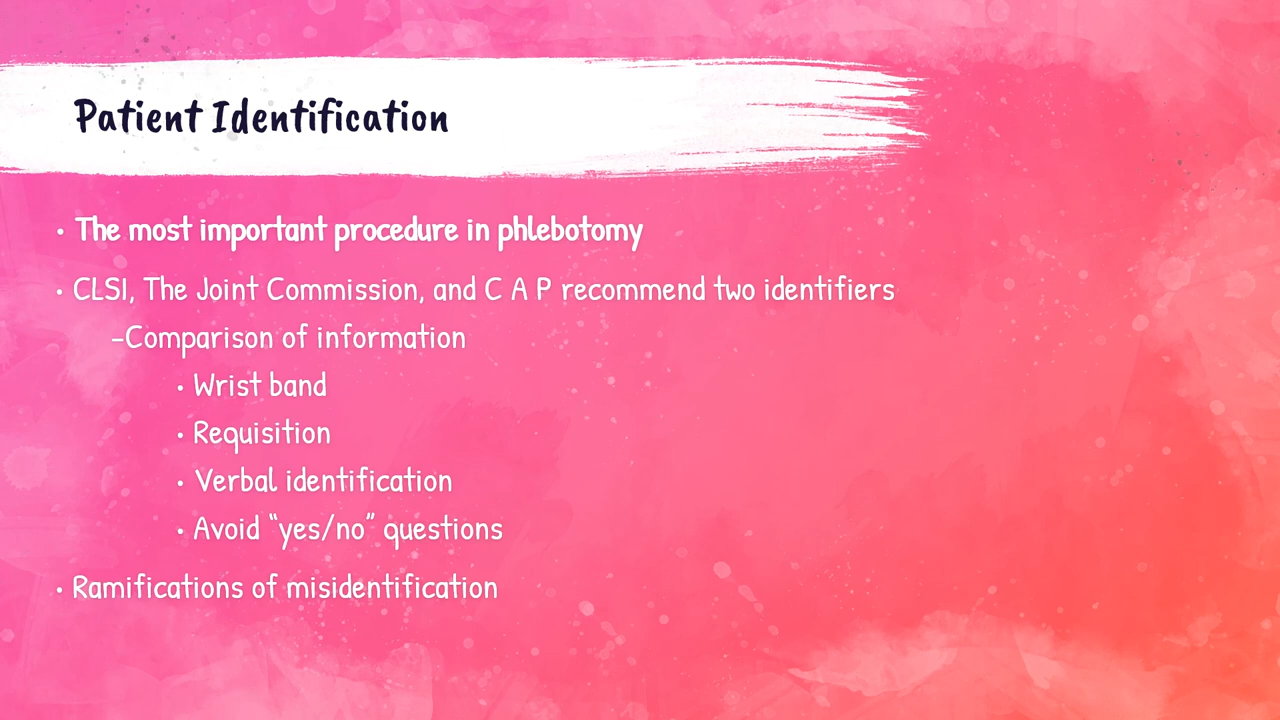 Patient Identification
• The most important procedure in phlebotomy
• CLSI, The Joint Commission, and C A P recommend two identifiers
–Comparison of information
• Wrist band
• Requisition
• Verbal identification
• Avoid “yes/no” questions
• Ramifications of misidentification